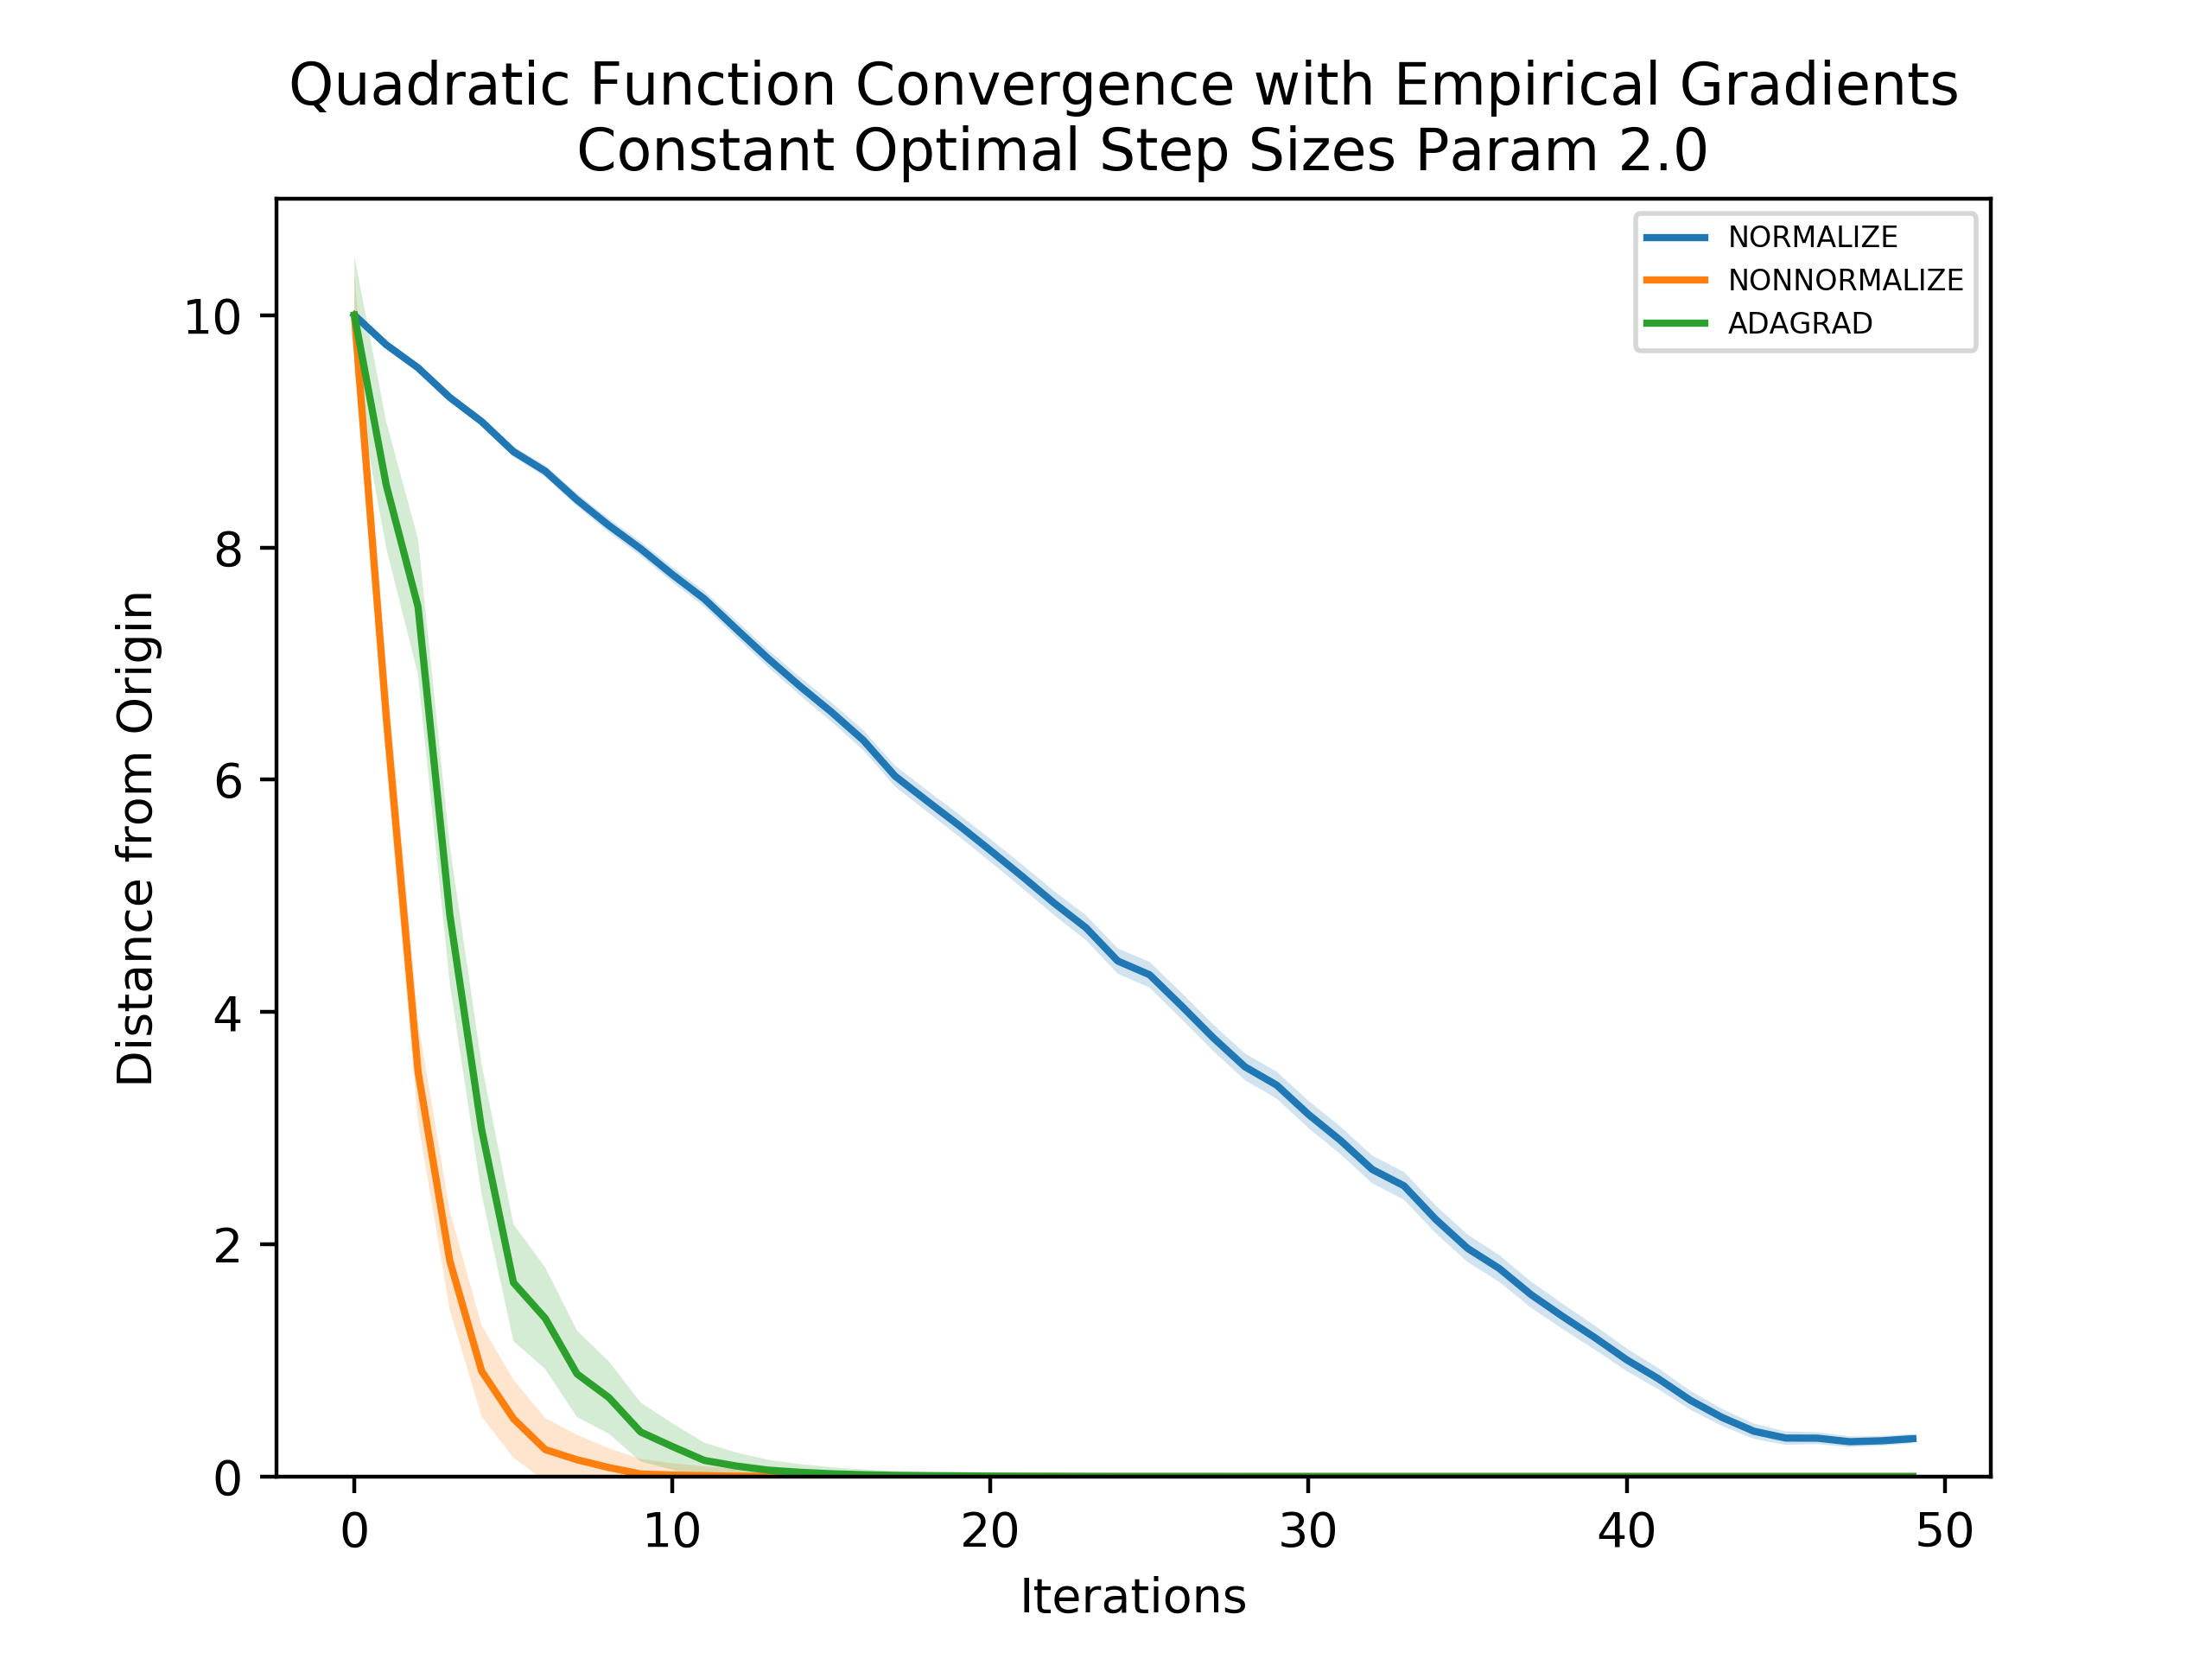 Quadratic Function Convergence with Empirical Gradients
Constant Optimal Step Sizes Param 2.0
NORMALIZE
NONNORMALIZE
ADAGRAD
10
8
6
4
2
0
Distance from Origin
0 10 20 30 40 50
Iterations